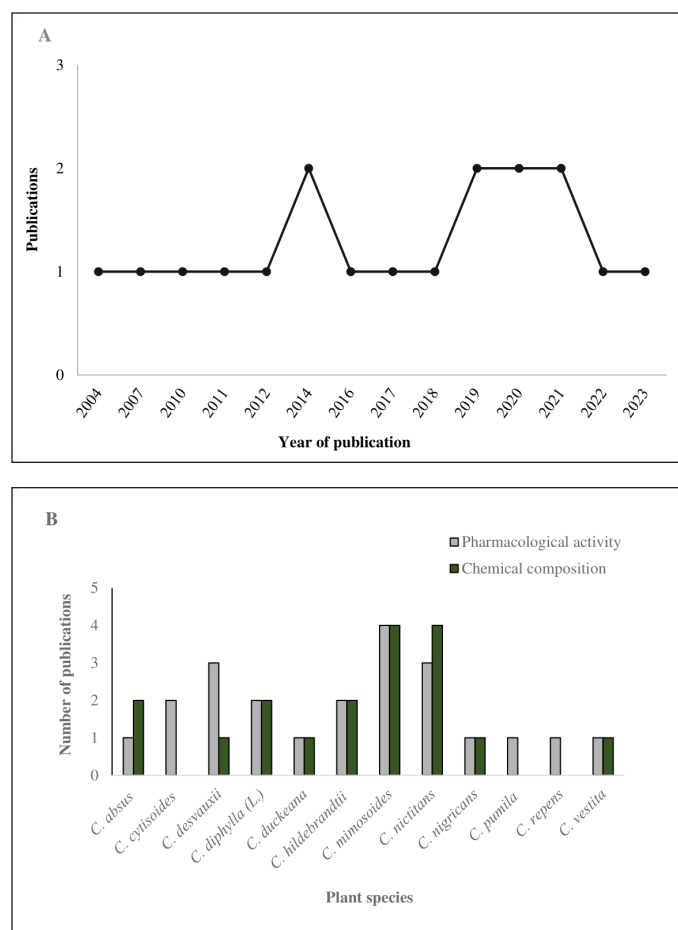 A
3
2
1
0
Publications
2004 2007 2010 2011 2012 2014 2016 2017 2018 2019 2020 2021 2022 2023
Year of publication
B
Pharmacological activity
Chemical composition
5
4
3
2
1
0
Number of publications
C. absus
C. cytisoides
C. desvauxii
C. diphylla (L.)
C. duckeana
C. hildebrandtii
C. mimosoides
C. nictitans
C. nigricans
C. pumila
C. repens
C. vestita
Plant species